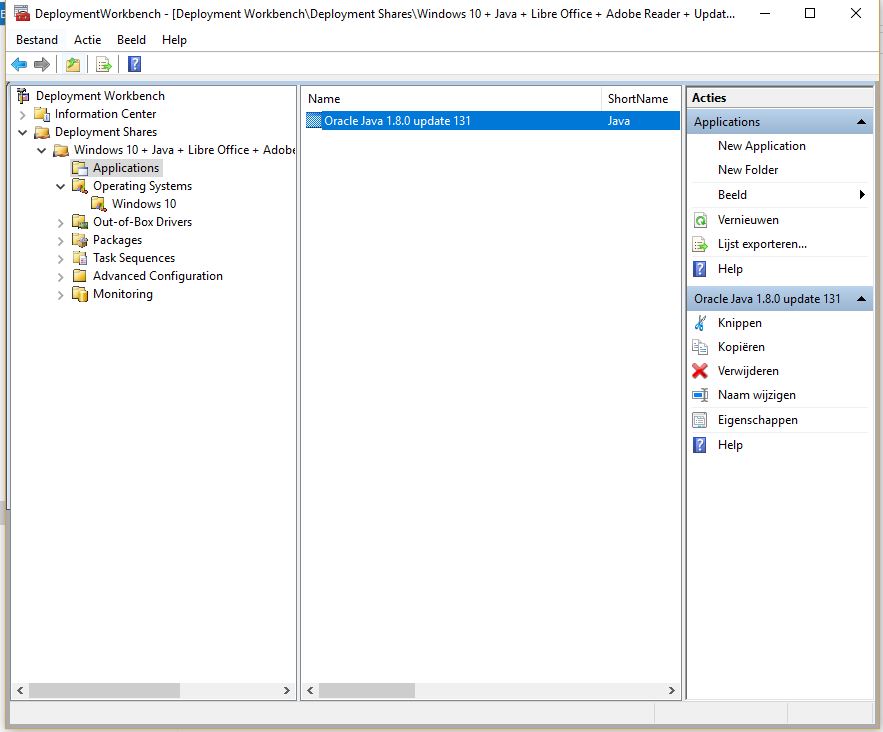 DeploymentWorkbench - [Deployment Workbench\Deployment Shares\Windows 10 + Java + Libre Office + Adobe Reader + Updat...
Bestand Actie Beeld Help
Deployment Workbench
Information Center
Deployment Shares
Windows 10 + Java + Libre Office + Adobe
Applications
Operating Systems
Windows 10
Out-of-Box Drivers
Packages
Task Sequences
Advanced Configuration
Monitoring
Name ShortName
Oracle Java 1.8.0 update 131 Java
Acties
Applications
New Application
New Folder
Beeld
Vernieuwen
Lijst exporteren...
Help
Oracle Java 1.8.0 update 131
Knippen
Kopiëren
Verwijderen
Naam wijzigen
Eigenschappen
Help